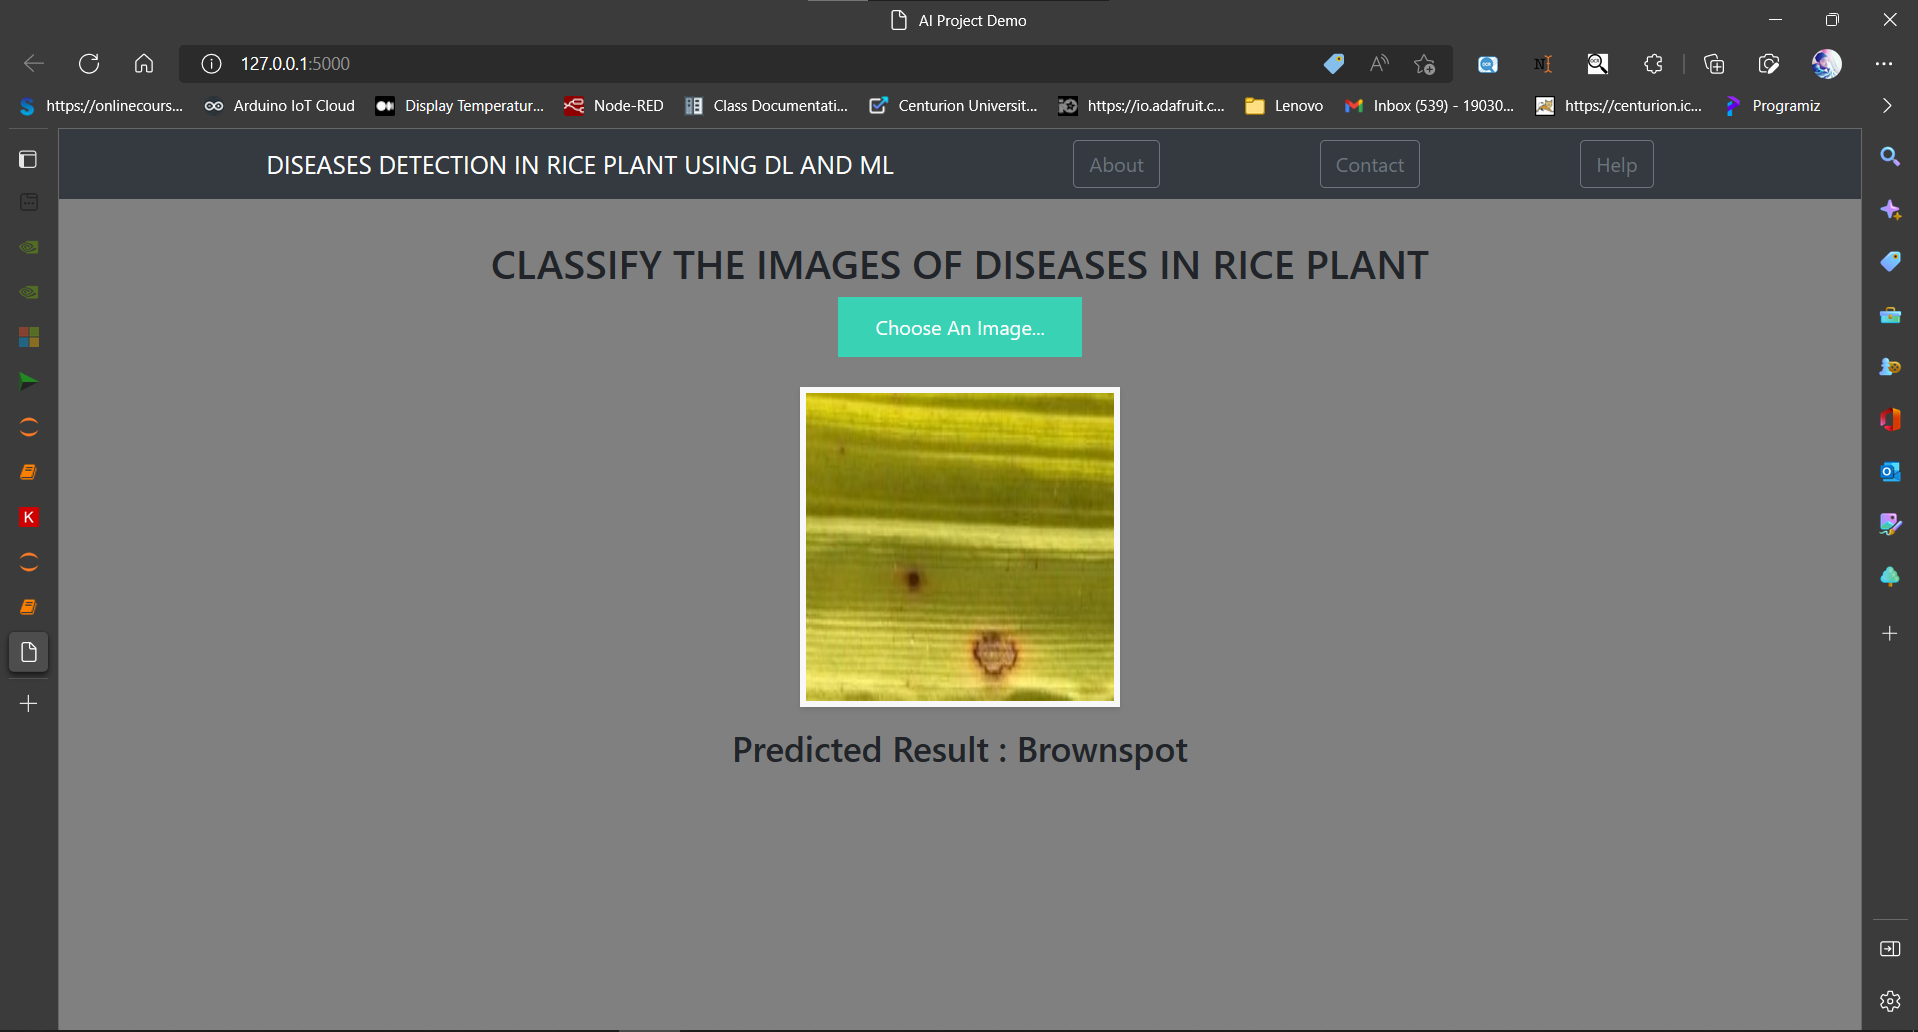 AI Project Demo
127.0.0.1:5000
https://onlinecours...
Arduino IoT Cloud
Display Temperatur...
Node-RED
Class Documentati...
Centurion Universit...
https://io.adafruit.c...
Lenovo
Inbox (539) - 19030...
https://centurion.ic...
Programiz
DISEASES DETECTION IN RICE PLANT USING DL AND ML
About
Contact
Help
CLASSIFY THE IMAGES OF DISEASES IN RICE PLANT
Choose An Image...
K
Predicted Result : Brownspot